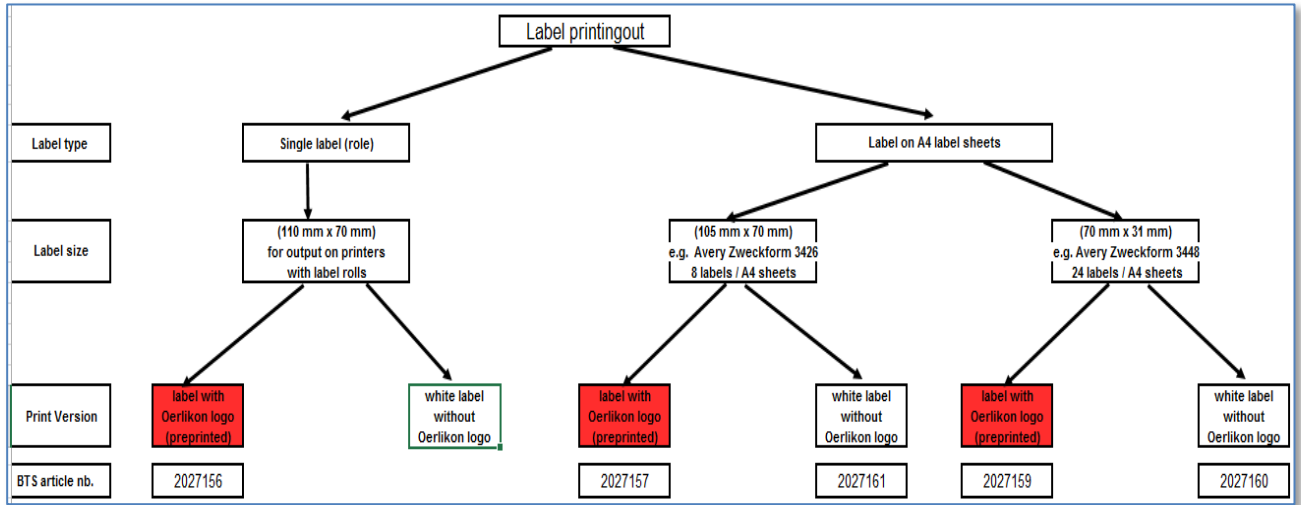 Label printingout
Label type
Single label (role)
Label on A4 label sheets
Label size
(110 mm x 70 mm)
for output on printers
with label rolls
(105 mm x 70 mm)
e.g. Avery Zweckform 3426
8 labels / A4 sheets
(70 mm x 31 mm)
e.g. Avery Zweckform 3448
24 labels / A4 sheets
Print Version
label with
Oerlikon logo
(preprinted)
white label
without
Oerlikon logo
label with
Oerlikon logo
(preprinted)
white label
without
Oerlikon logo
label with
Oerlikon logo
(preprinted)
white label
without
Oerlikon logo
BTS article nb.
2027156
2027157
2027161
2027159
2027160